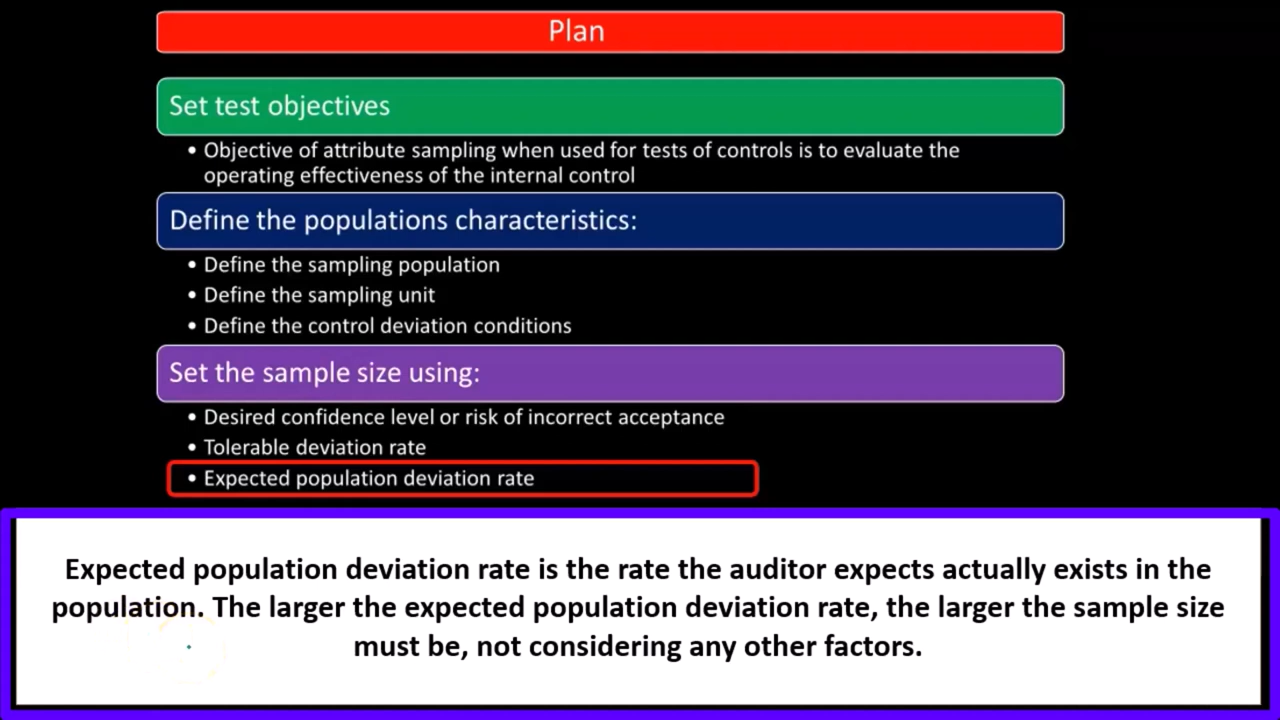 Plan
Set test objectives
• Objective of attribute sampling when used for tests of controls is to evaluate the
operating effectiveness of the internal control
Define the populations characteristics:
• Define the sampling population
• Define the sampling unit
• Define the control deviation conditions
Set the sample size using:
• Desired confidence level or risk of incorrect acceptance
• Tolerable deviation rate
• Expected population deviation rate
Expected population deviation rate is the rate the auditor expects actually exists in the
population. The larger the expected population deviation rate, the larger the sample size
must be, not considering any other factors.